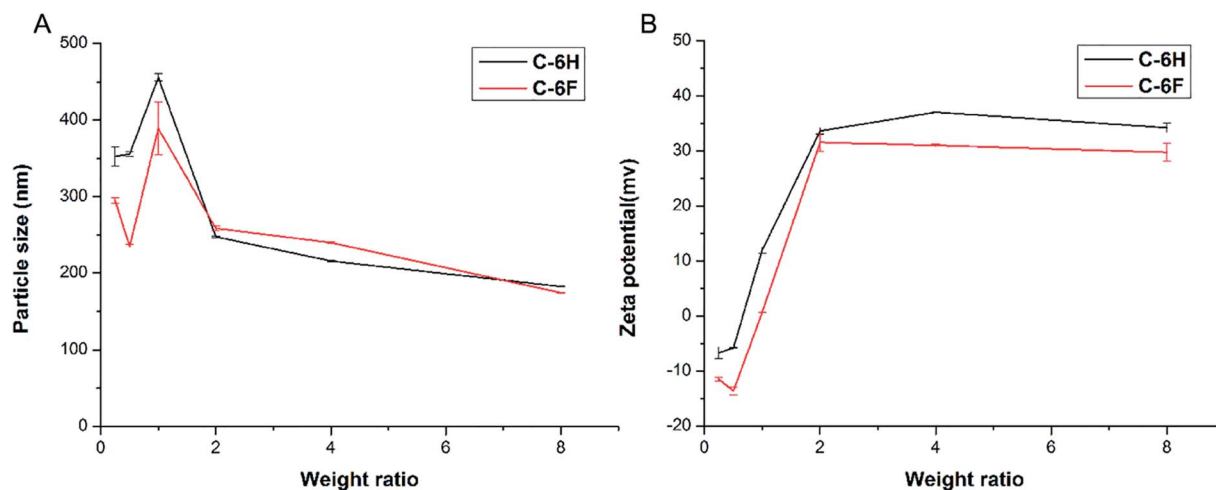 A
500
400
300
200
100
0
Particle size (nm)
C-6H
C-6F
0
2
4
6
8
Weight ratio
B
50
40
30
20
10
0
-10
-20
Zeta potential(mv)
C-6H
C-6F
0
2
4
6
8
Weight ratio